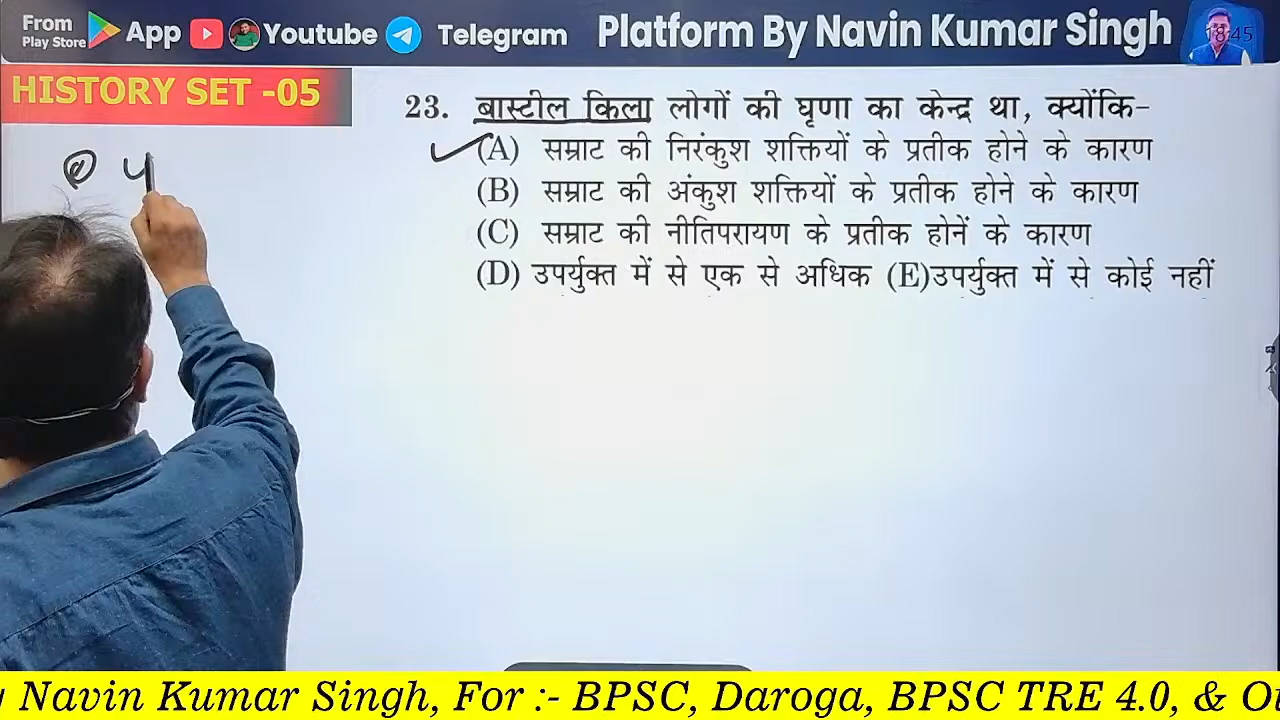 From
Play Store
App
Youtube
Telegram
Platform By Navin Kumar Singh
8:45
HISTORY SET -05
23. बास्टील किला लोगों की घृणा का केन्द्र था, क्योंकि-
(A) सम्राट की निरंकुश शक्तियों के प्रतीक होने के कारण
(B) सम्राट की अंकुश शक्तियों के प्रतीक होने के कारण
(C) सम्राट की नीतिपरायण के प्रतीक होनें के कारण
(D) उपर्युक्त में से एक से अधिक (E)उपर्युक्त में से कोई नहीं
Navin Kumar Singh, For :- BPSC, Daroga, BPSC TRE 4.0, &